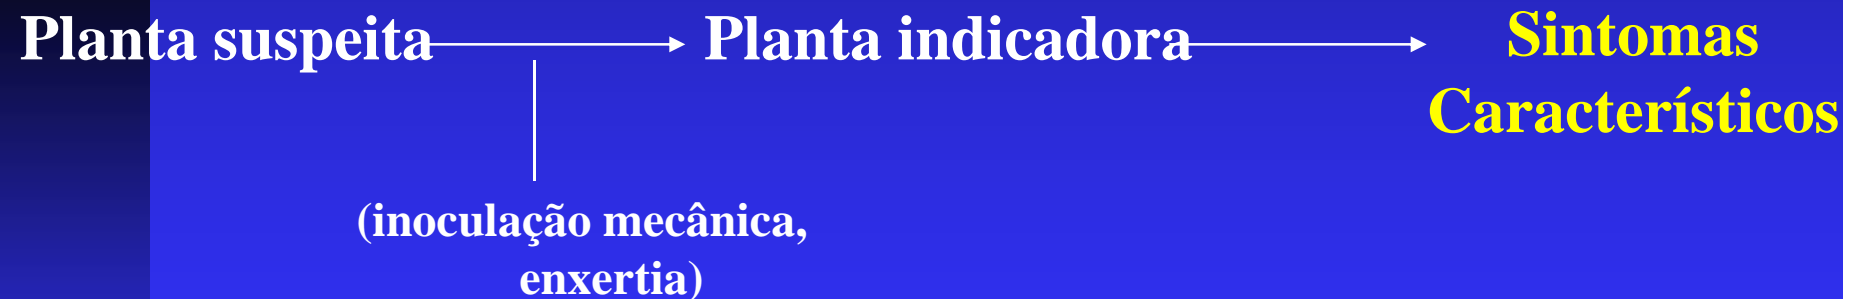 Planta suspeita Planta indicadora Sintomas
Característicos
(inoculação mecânica,
enxertia)